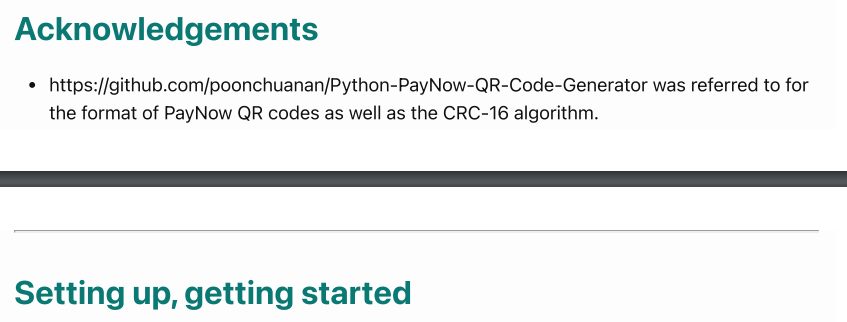 Acknowledgements
• https://github.com/poonchuanan/Python-PayNow-QR-Code-Generator was referred to for
the format of PayNow QR codes as well as the CRC-16 algorithm.
Setting up, getting started